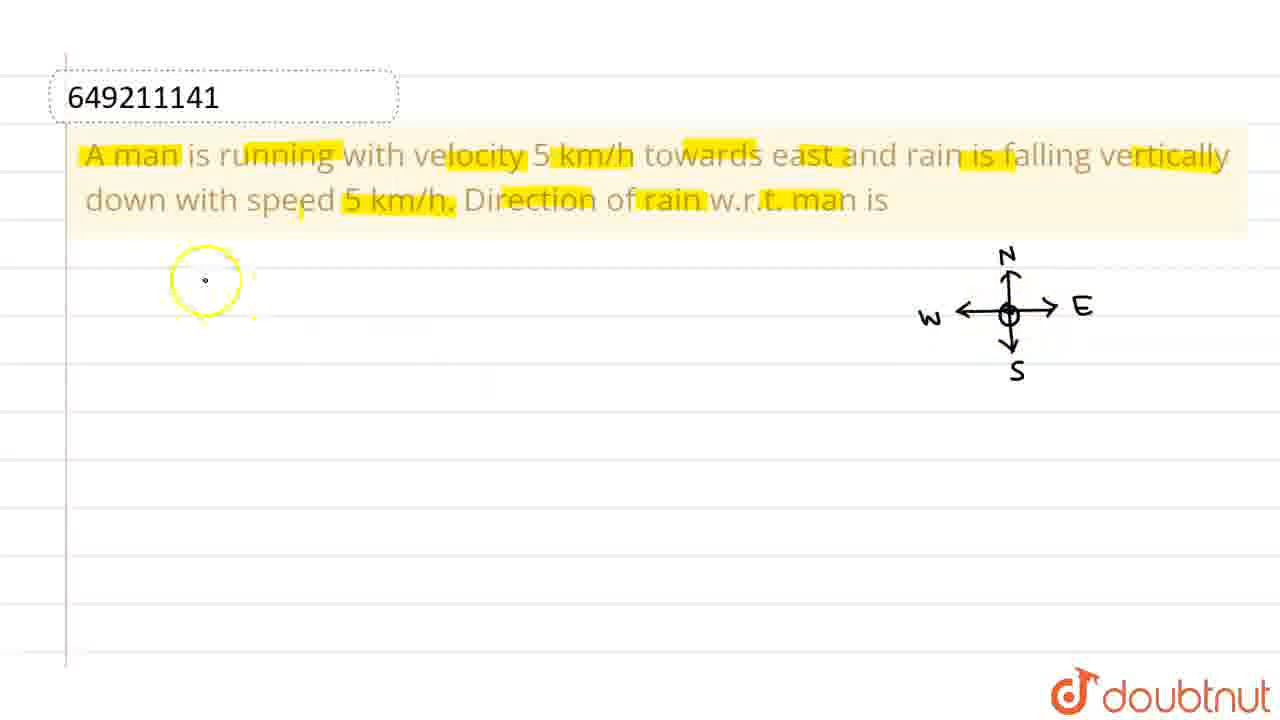 649211141
A man is running with velocity 5 km/h towards east and rain is falling vertically
down with speed 5 km/h. Direction of rain w.r.t. man is
N
W E
S
doubtnut